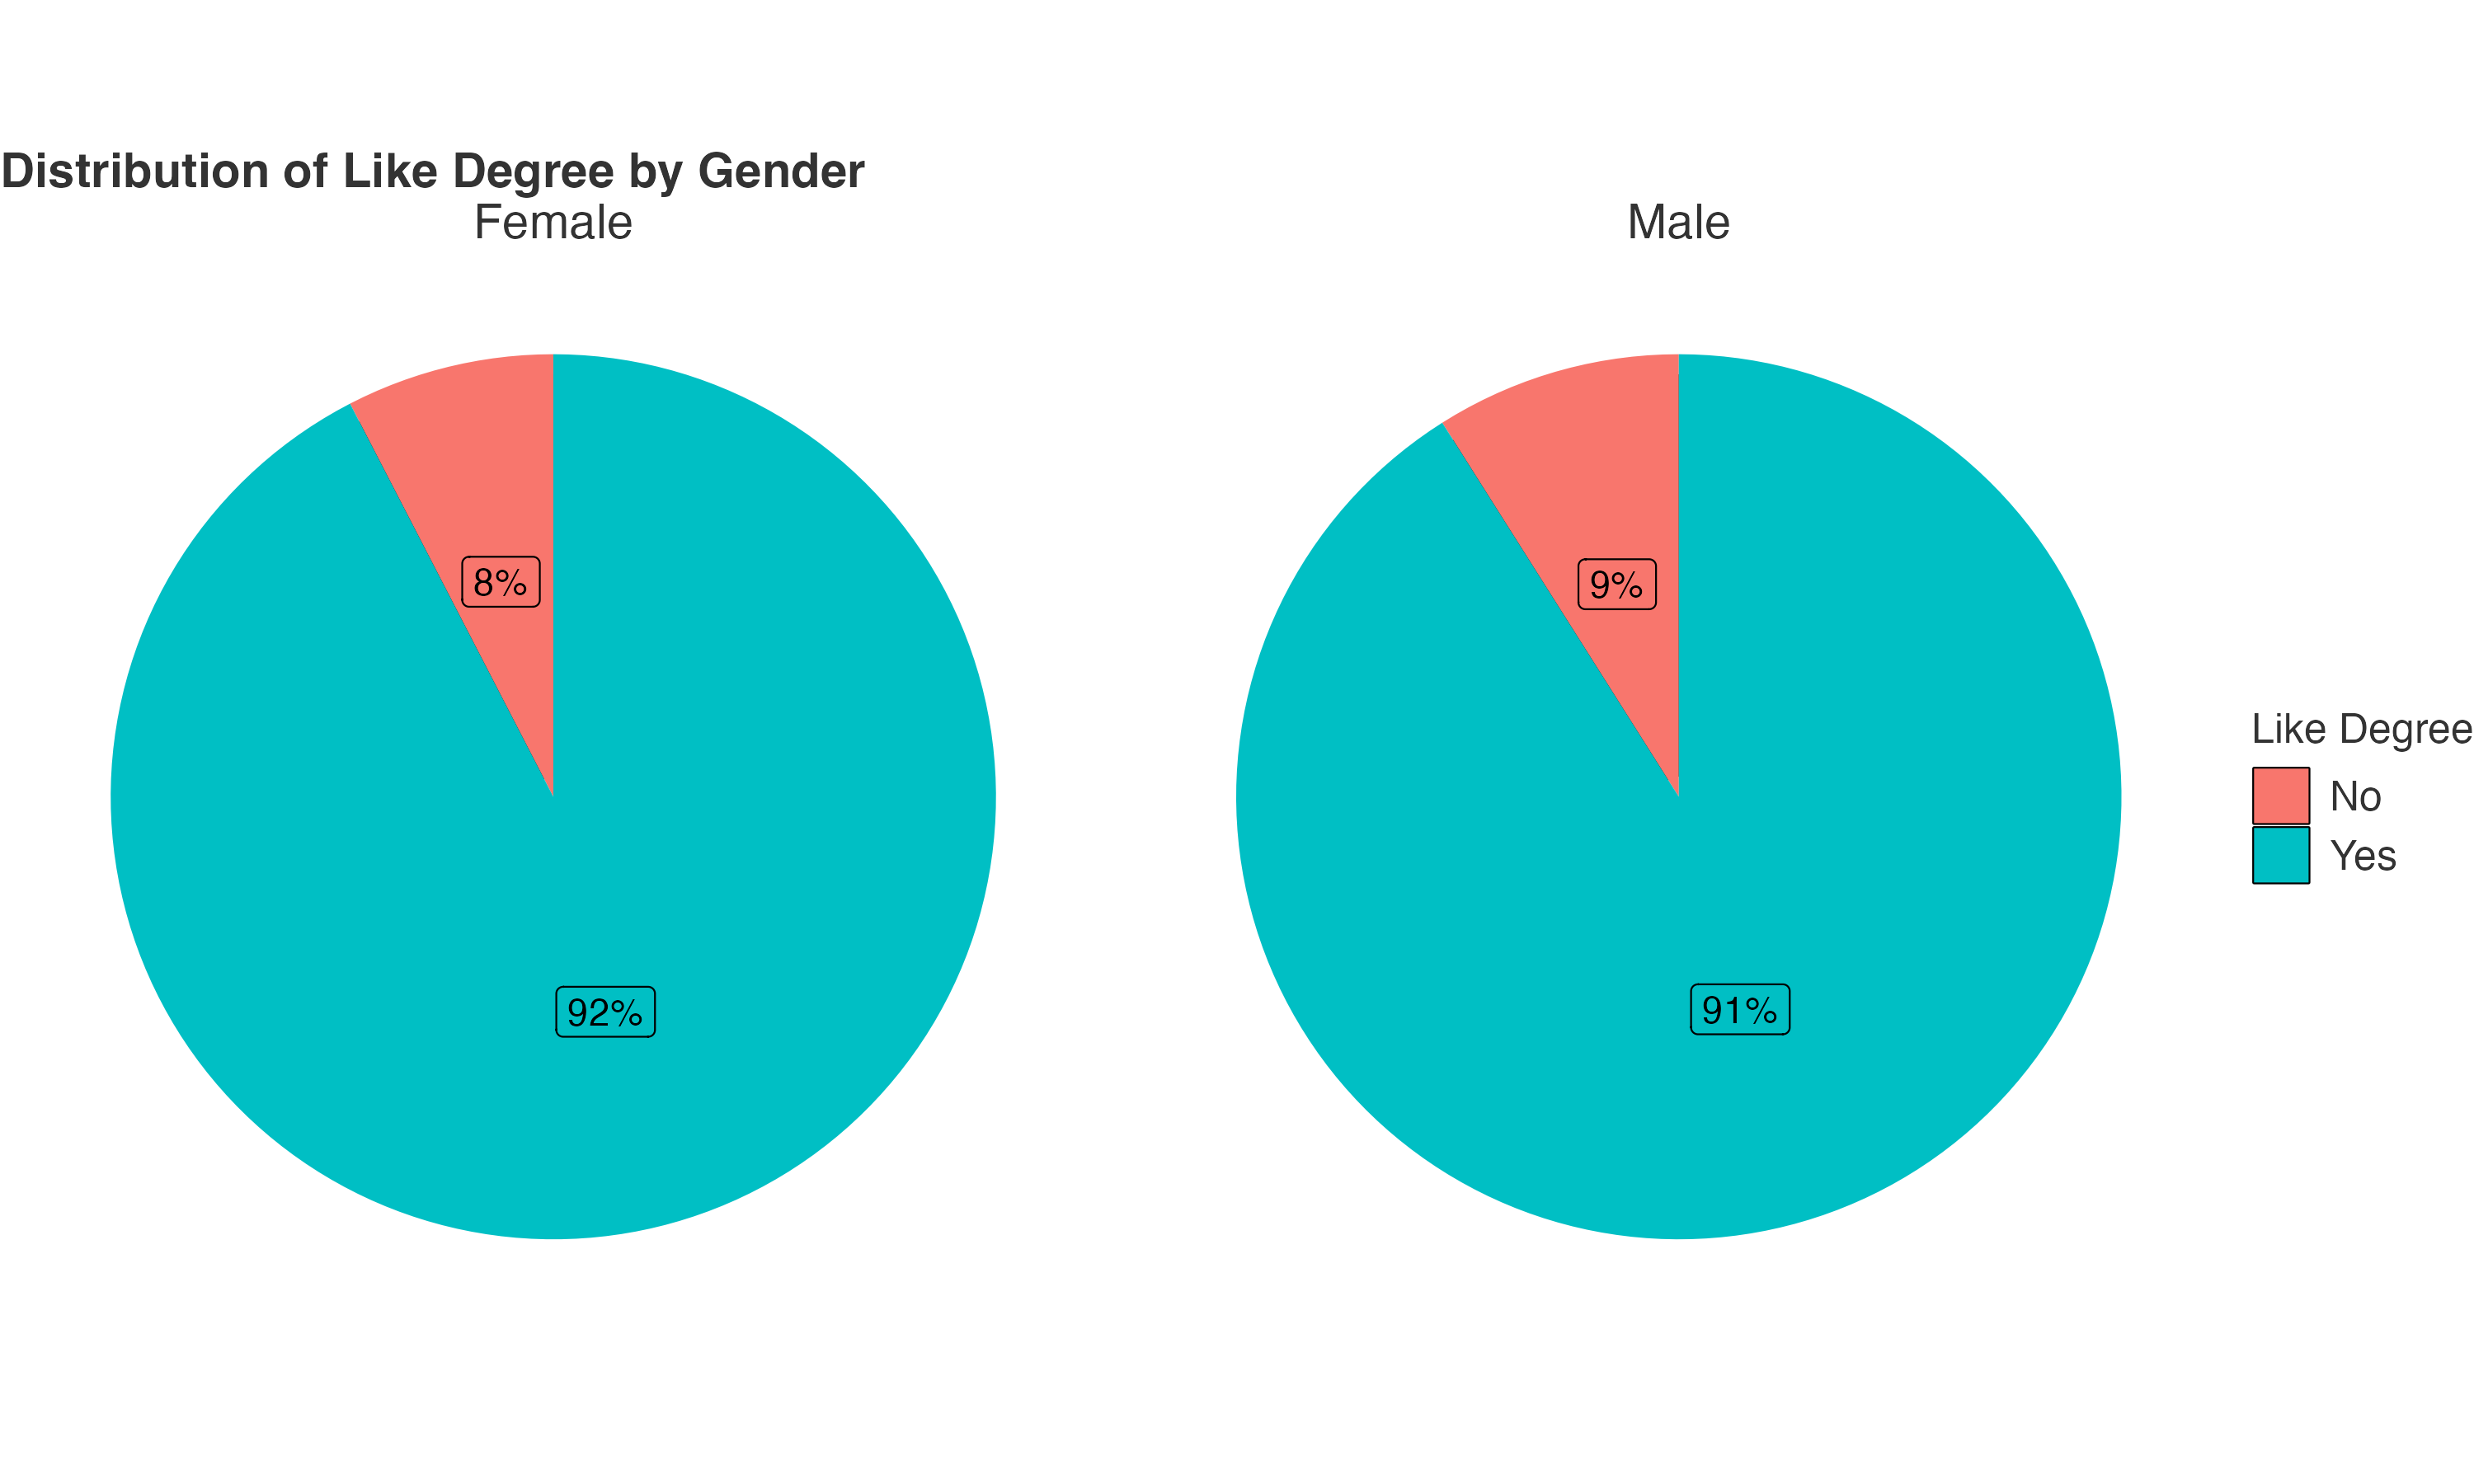 Distribution of Like Degree by Gender
Female
Male
8%
9%
92%
91%
Like Degree
No
Yes